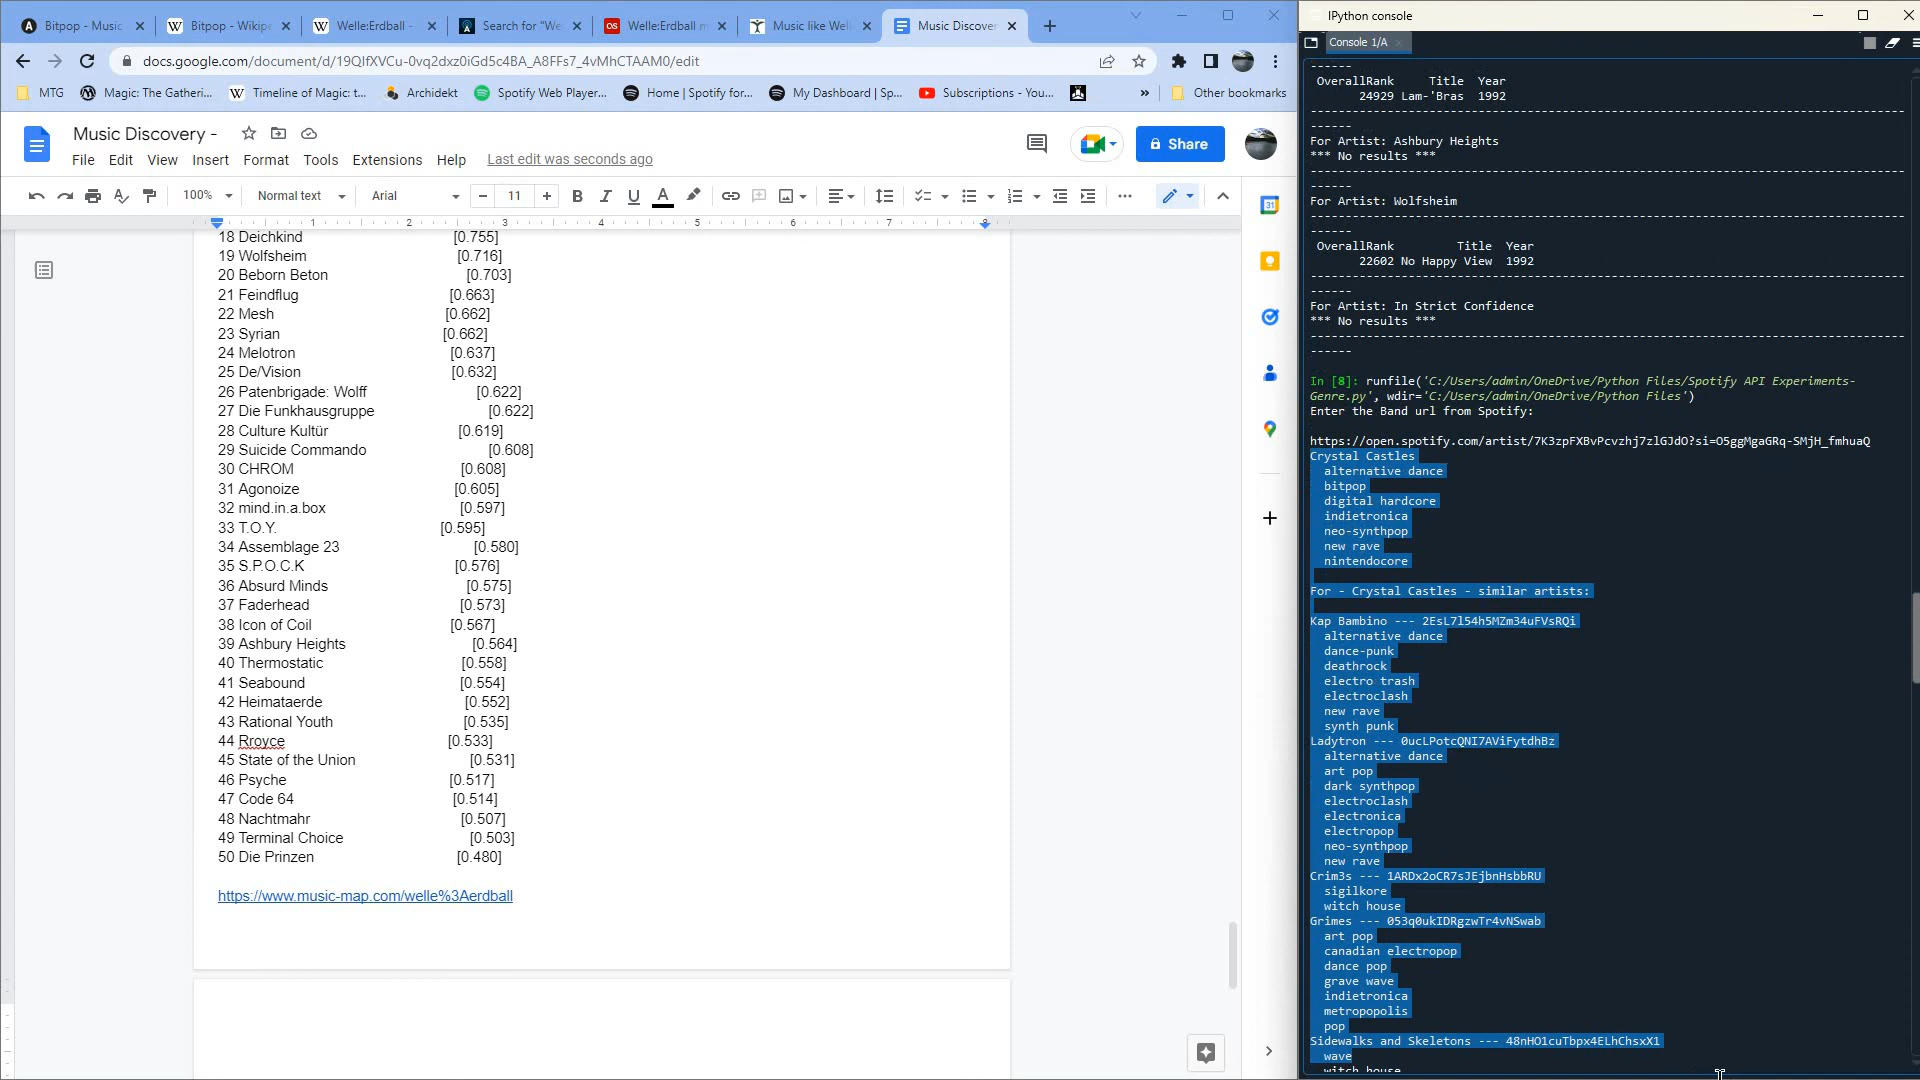 Bitpop - Music
Bitpop - Wikip
Welle:Erdball -
Search for "We
Welle:Erdball m
Music like Well
Music Discover
docs.google.com/document/d/19QIfXVCu-0vq2dxz0iGd5c4BA_A8FFs7_4vMhCTAAM0/edit
MTG
Magic: The Gatheri...
Timeline of Magic: t...
Archidekt
Spotify Web Player...
Home | Spotify for...
My Dashboard | Sp...
Subscriptions - You...
»
Other bookmarks
Music Discovery -
File Edit View Insert Format Tools Extensions Help Last edit was seconds ago
Share
100% Normal text Arial 11
1 2 3 4 5 6 7 8
18 Deichkind [0.755]
19 Wolfsheim [0.716]
20 Beborn Beton [0.703]
21 Feindflug [0.663]
22 Mesh [0.662]
23 Syrian [0.662]
24 Melotron [0.637]
25 De/Vision [0.632]
26 Patenbrigade: Wolff [0.622]
27 Die Funkhausgruppe [0.622]
28 Culture Kultür [0.619]
29 Suicide Commando [0.608]
30 CHROM [0.608]
31 Agonoize [0.605]
32 mind.in.a.box [0.597]
33 T.O.Y. [0.595]
34 Assemblage 23 [0.580]
35 S.P.O.C.K [0.576]
36 Absurd Minds [0.575]
37 Faderhead [0.573]
38 Icon of Coil [0.567]
39 Ashbury Heights [0.564]
40 Thermostatic [0.558]
41 Seabound [0.554]
42 Heimataerde [0.552]
43 Rational Youth [0.535]
44 Rroyce [0.533]
45 State of the Union [0.531]
46 Psyche [0.517]
47 Code 64 [0.514]
48 Nachtmahr [0.507]
49 Terminal Choice [0.503]
50 Die Prinzen [0.480]
https://www.music-map.com/welle%3Aerdball
IPython console
Console 1/A
------
OverallRank Title Year
24929 Lam-'Bras 1992
------
For Artist: Ashbury Heights
*** No results ***
------
For Artist: Wolfsheim
------
OverallRank Title Year
22602 No Happy View 1992
------
For Artist: In Strict Confidence
*** No results ***
------
In [8]: runfile('C:/Users/admin/OneDrive/Python Files/Spotify API Experiments-
Genre.py', wdir='C:/Users/admin/OneDrive/Python Files')
Enter the Band url from Spotify:
https://open.spotify.com/artist/7K3zpFXBvPcvzhj7zlGJdO?si=O5ggMgaGRq-SMjH_fmhuaQ
Crystal Castles
alternative dance
bitpop
digital hardcore
indietronica
neo-synthpop
new rave
nintendocore
For - Crystal Castles - similar artists:
Kap Bambino --- 2EsL7l54h5MZm34uFVsRQi
alternative dance
dance-punk
deathrock
electro trash
electroclash
new rave
synth punk
Ladytron --- 0ucLPotcQNI7AViFytdhBz
alternative dance
art pop
dark synthpop
electroclash
electronica
electropop
neo-synthpop
new rave
Crim3s --- 1ARDx2oCR7sJEjbnHsbbRU
sigilkore
witch house
Grimes --- 053q0ukIDRgzwTr4vNSwab
art pop
canadian electropop
dance pop
grave wave
indietronica
metropopolis
pop
Sidewalks and Skeletons --- 48nHO1cuTbpx4ELhChsxX1
wave
witch house